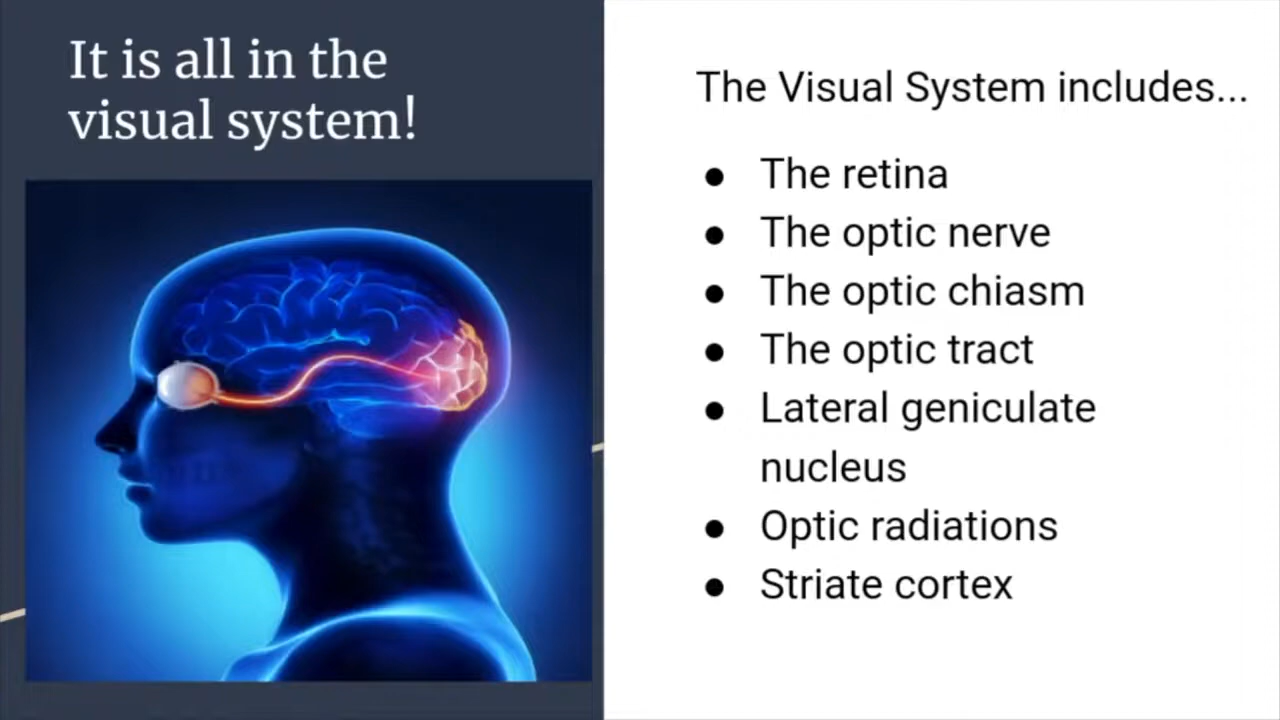 It is all in the
visual system!
The Visual System includes...
● The retina
● The optic nerve
● The optic chiasm
● The optic tract
● Lateral geniculate
nucleus
● Optic radiations
● Striate cortex